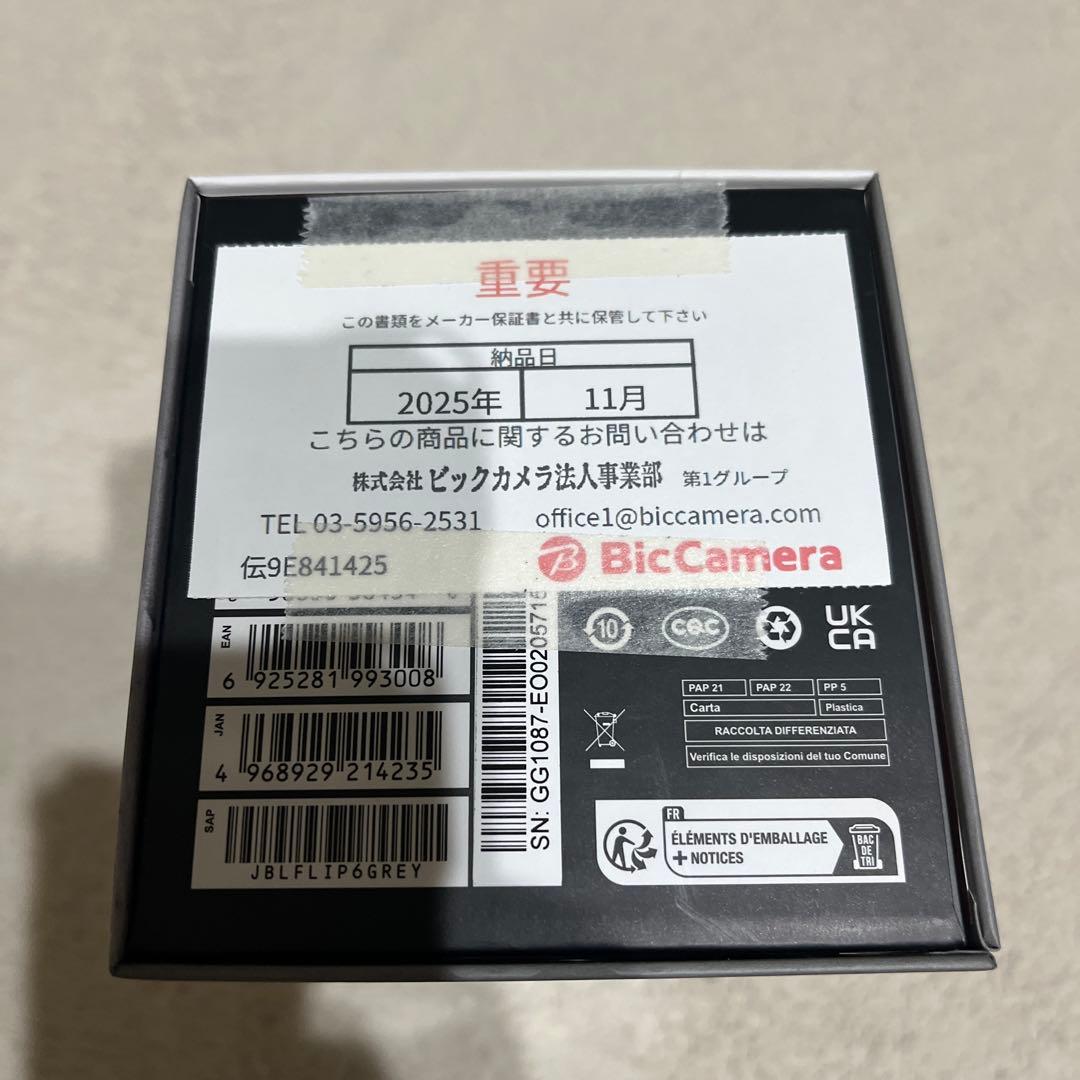 重要
この書類をメーカー保証書と共に保管して下さい
納品日
2025年 11月
こちらの商品に関するお問い合わせは
株式会社 ビックカメラ法人事業部 第1グループ
TEL 03-5956-2531 office1@biccamera.com
伝9E841425 BicCamera
EAN
6 925281 993008
JAN
4 968929 214235
SAP
JBLFLIP6GREY
SN: GG1087-EO0205715
10
CQC
UK
CA
PAP 21 PAP 22 PP 5
Carta Plastica
RACCOLTA DIFFERENZIATA
Verifica le disposizioni del tuo Comune
FR
ÉLÉMENTS D'EMBALLAGE
+ NOTICES
BAC
DE
TRI